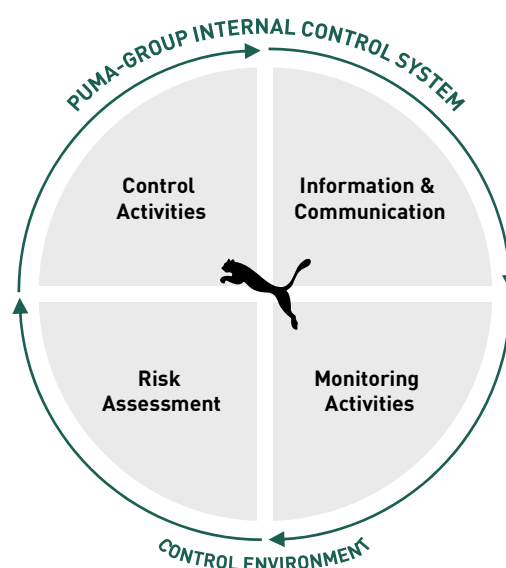 PUMA-GROUP INTERNAL CONTROL SYSTEM
Control
Activities
Information &
Communication
Risk
Assessment
Monitoring
Activities
CONTROL ENVIRONMENT